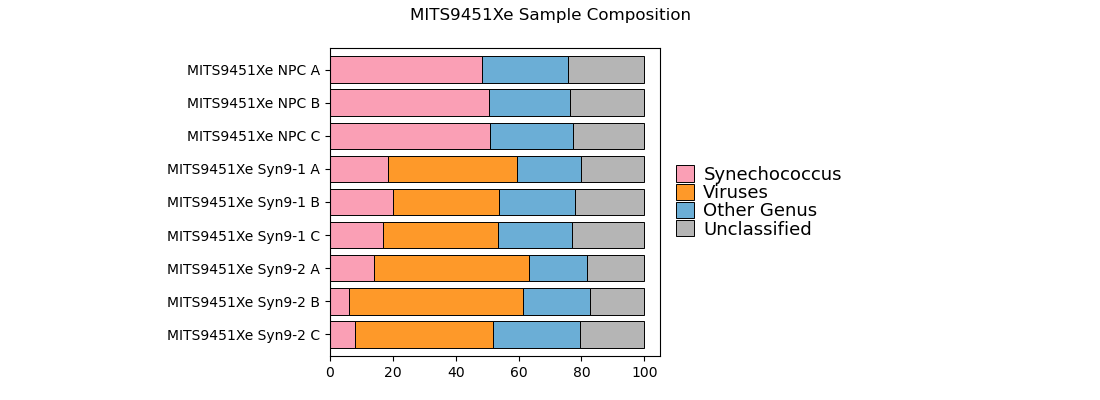 MITS9451Xe Sample Composition
MITS9451Xe NPC A
MITS9451Xe NPC B
MITS9451Xe NPC C
MITS9451Xe Syn9-1 A
MITS9451Xe Syn9-1 B
MITS9451Xe Syn9-1 C
MITS9451Xe Syn9-2 A
MITS9451Xe Syn9-2 B
MITS9451Xe Syn9-2 C
0 20 40 60 80 100
Synechococcus
Viruses
Other Genus
Unclassified